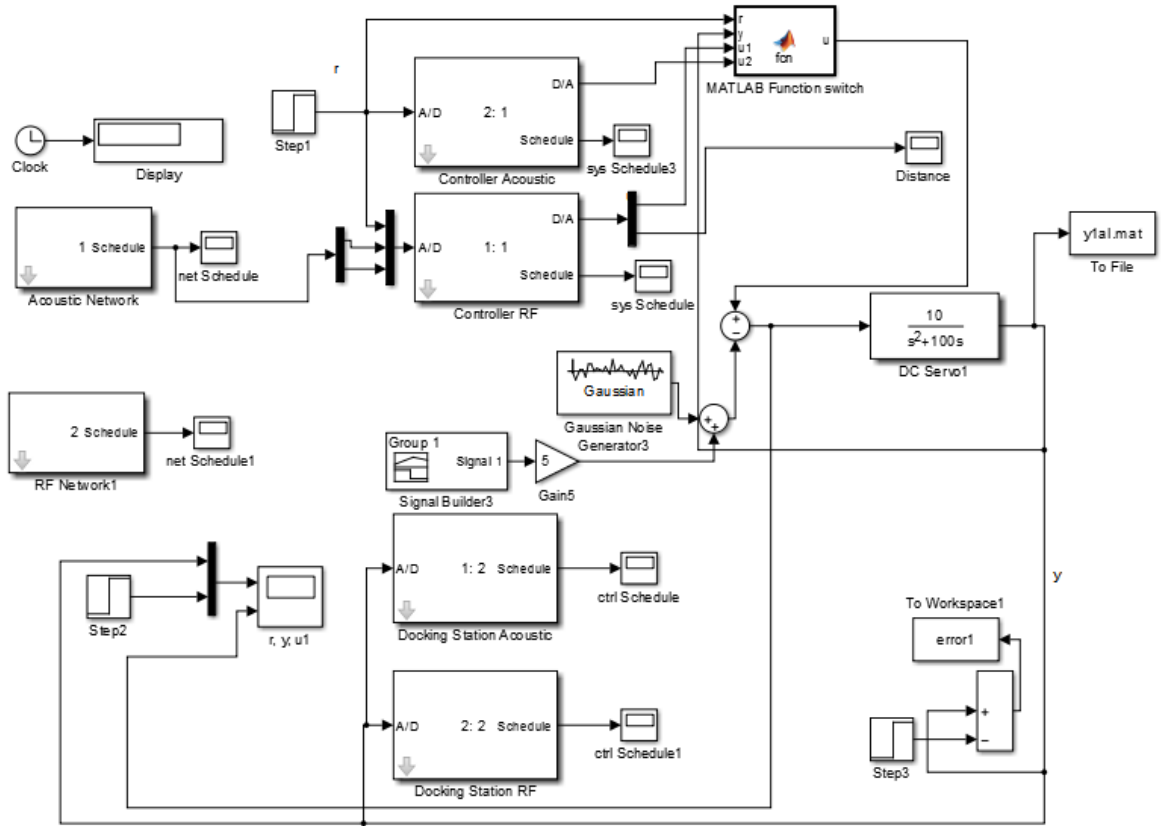 r
Step1
A/D
2: 1
D/A
Schedule
Controller Acoustic
sys Schedule3
r
y
u1
u2
fcn
u
MATLAB Function switch
Clock
Display
Distance
1 Schedule
Acoustic Network
net Schedule
A/D
1: 1
D/A
Schedule
Controller RF
sys Schedule
y1al.mat
To File
+
−
10
s²+100s
DC Servo1
Gaussian
Gaussian Noise
Generator3
+
+
2 Schedule
RF Network1
net Schedule1
Group 1
Signal 1
Signal Builder3
5
Gain5
A/D
1: 2 Schedule
Docking Station Acoustic
ctrl Schedule
Step2
r, y, u1
y
To Workspace1
error1
+
−
Step3
A/D
2: 2 Schedule
Docking Station RF
ctrl Schedule1